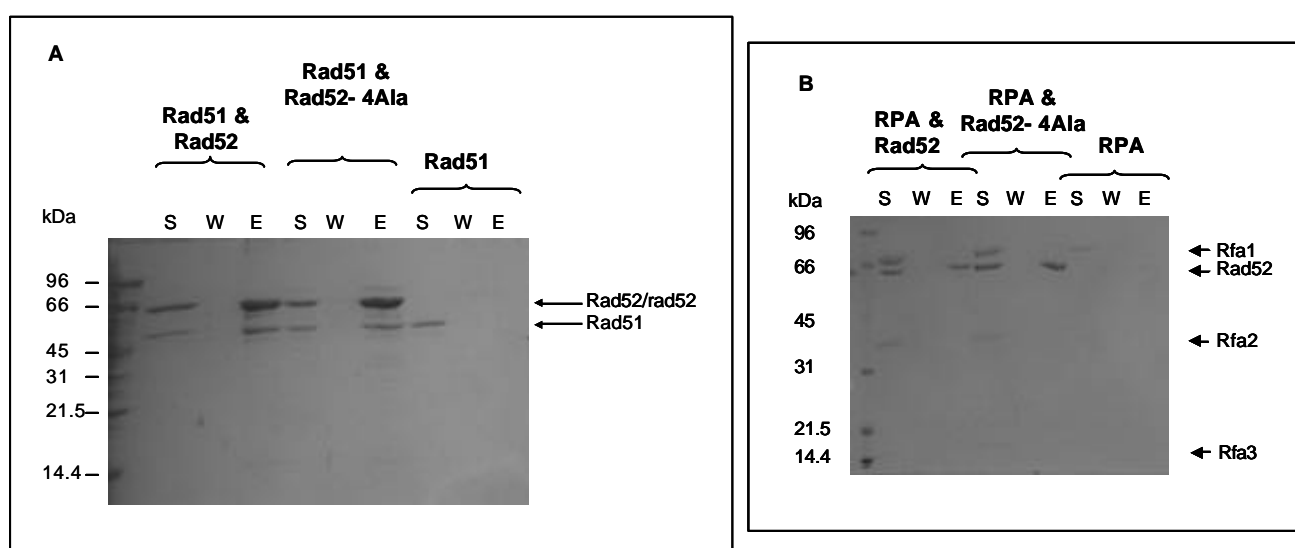 A
Rad51 &
Rad52
Rad51 &
Rad52- 4Ala
Rad51
kDa
S W E S W E S W E
96
66
45
31
21.5
14.4
Rad52/rad52
Rad51
B
RPA &
Rad52
RPA &
Rad52- 4Ala
RPA
kDa
S W E S W E S W E
96
66
45
31
21.5
14.4
Rfa1
Rad52
Rfa2
Rfa3